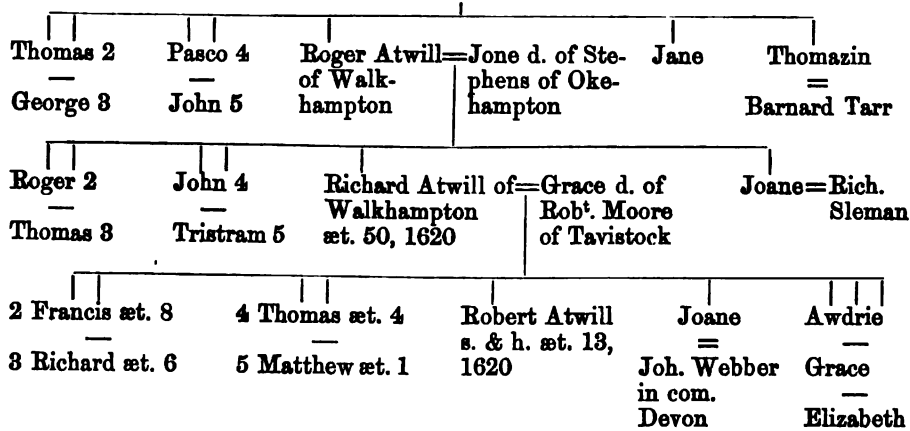 Thomas 2
—
George 3
Pasco 4
—
John 5
Roger Atwill=Jone d. of Ste-
of Walk- phens of Oke-
hampton hampton
Jane
Thomazin
=
Barnard Tarr
Roger 2
—
Thomas 3
John 4
—
Tristram 5
Richard Atwill of=Grace d. of
Walkhampton Robᵗ. Moore
æt. 50, 1620 of Tavistock
Joane=Rich.
Sleman
2 Francis æt. 8
—
3 Richard æt. 6
4 Thomas æt. 4
—
5 Matthew æt. 1
Robert Atwill
s. & h. æt. 13,
1620
Joane
=
Joh. Webber
in com.
Devon
Awdrie
—
Grace
—
Elizabeth